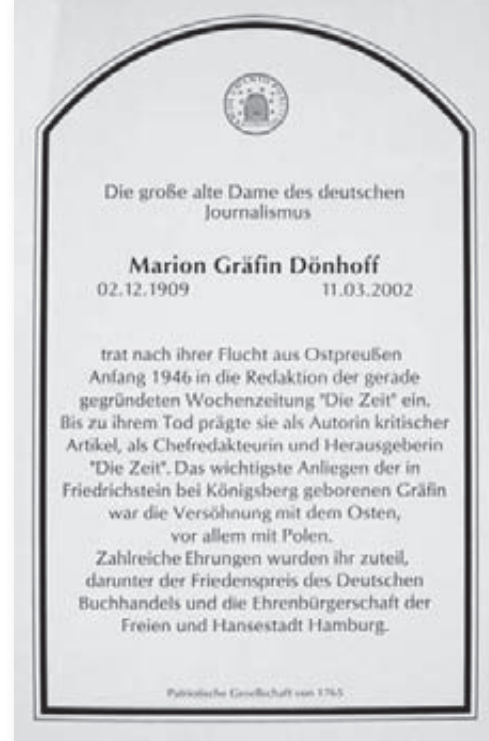 Die große alte Dame des deutschen
Journalismus
Marion Gräfin Dönhoff
02.12.1909 11.03.2002
trat nach ihrer Flucht aus Ostpreußen
Anfang 1946 in die Redaktion der gerade
gegründeten Wochenzeitung "Die Zeit" ein.
Bis zu ihrem Tod prägte sie als Autorin kritischer
Artikel, als Chefredakteurin und Herausgeberin
"Die Zeit". Das wichtigste Anliegen der in
Friedrichstein bei Königsberg geborenen Gräfin
war die Versöhnung mit dem Osten,
vor allem mit Polen.
Zahlreiche Ehrungen wurden ihr zuteil,
darunter der Friedenspreis des Deutschen
Buchhandels und die Ehrenbürgerschaft der
Freien und Hansestadt Hamburg.
Patriotische Gesellschaft von 1765